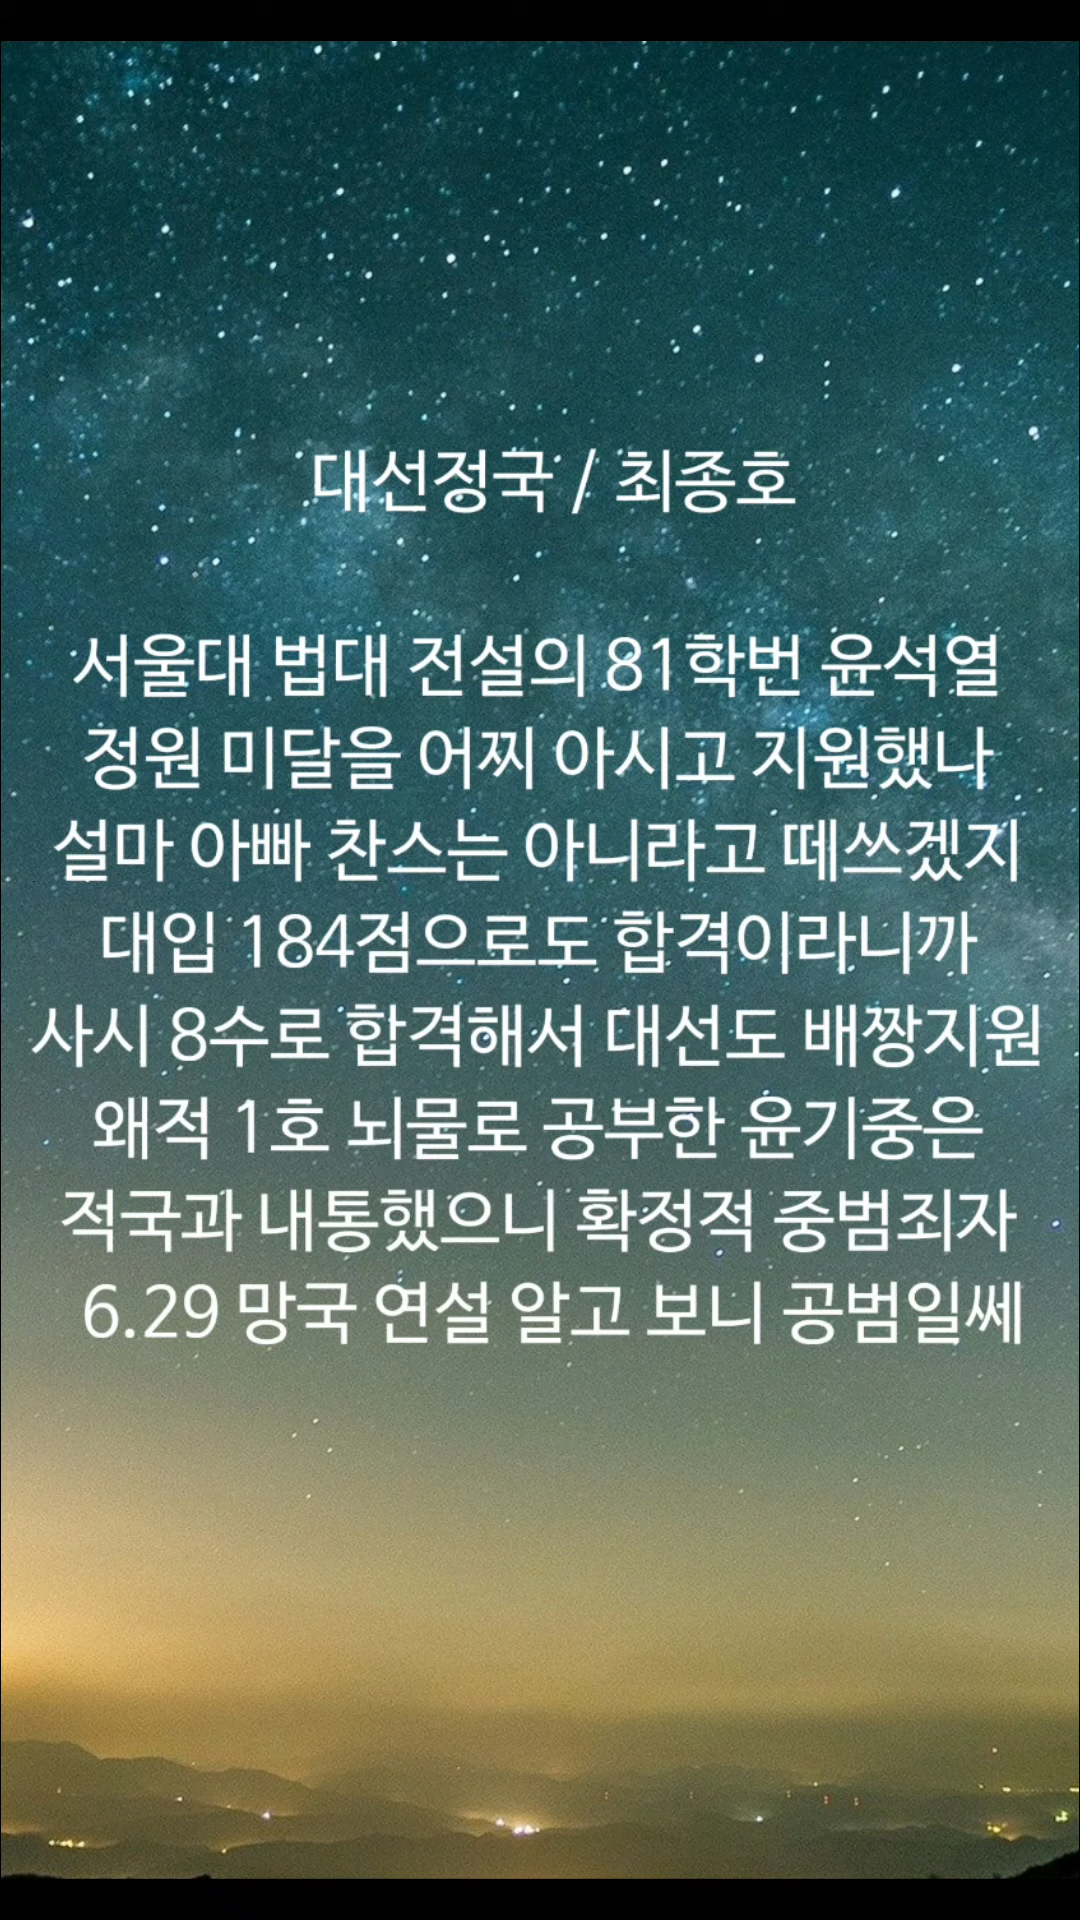 대선정국 / 최종호
서울대 법대 전설의 81학번 윤석열
정원 미달을 어찌 아시고 지원했나
설마 아빠 찬스는 아니라고 떼쓰겠지
대입 184점으로도 합격이라니까
사시 8수로 합격해서 대선도 배짱지원
왜적 1호 뇌물로 공부한 윤기중은
적국과 내통했으니 확정적 중범죄자
6.29 망국 연설 알고 보니 공범일쎄